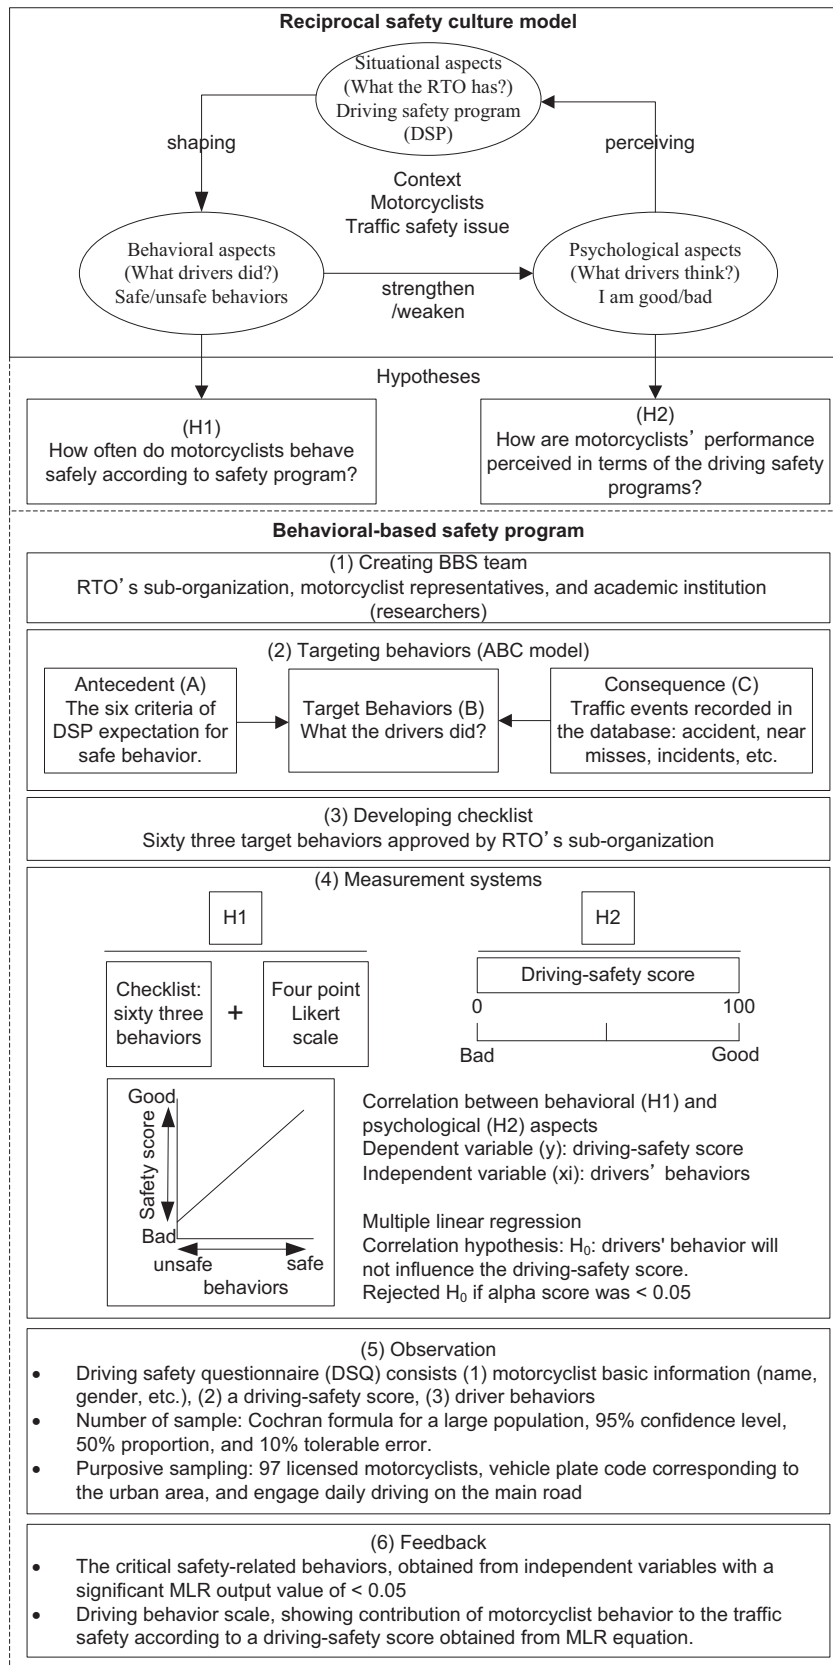 Reciprocal safety culture model
Situational aspects
(What the RTO has?)
Driving safety program
(DSP)
shaping
perceiving
Context
Motorcyclists
Traffic safety issue
Behavioral aspects
(What drivers did?)
Safe/unsafe behaviors
strengthen
/weaken
Psychological aspects
(What drivers think?)
I am good/bad
Hypotheses
(H1)
How often do motorcyclists behave
safely according to safety program?
(H2)
How are motorcyclists’ performance
perceived in terms of the driving safety
programs?
Behavioral-based safety program
(1) Creating BBS team
RTO’s sub-organization, motorcyclist representatives, and academic institution
(researchers)
(2) Targeting behaviors (ABC model)
Antecedent (A)
The six criteria of
DSP expectation for
safe behavior.
Target Behaviors (B)
What the drivers did?
Consequence (C)
Traffic events recorded in
the database: accident, near
misses, incidents, etc.
(3) Developing checklist
Sixty three target behaviors approved by RTO’s sub-organization
(4) Measurement systems
H1
Checklist:
sixty three
behaviors
+
Four point
Likert
scale
H2
Driving-safety score
0 100
Bad Good
Good
Safety score
Bad
unsafe safe
behaviors
Correlation between behavioral (H1) and
psychological (H2) aspects
Dependent variable (y): driving-safety score
Independent variable (xi): drivers’ behaviors
Multiple linear regression
Correlation hypothesis: H₀: drivers' behavior will
not influence the driving-safety score.
Rejected H₀ if alpha score was < 0.05
(5) Observation
• Driving safety questionnaire (DSQ) consists (1) motorcyclist basic information (name,
gender, etc.), (2) a driving-safety score, (3) driver behaviors
• Number of sample: Cochran formula for a large population, 95% confidence level,
50% proportion, and 10% tolerable error.
• Purposive sampling: 97 licensed motorcyclists, vehicle plate code corresponding to
the urban area, and engage daily driving on the main road
(6) Feedback
• The critical safety-related behaviors, obtained from independent variables with a
significant MLR output value of < 0.05
• Driving behavior scale, showing contribution of motorcyclist behavior to the traffic
safety according to a driving-safety score obtained from MLR equation.